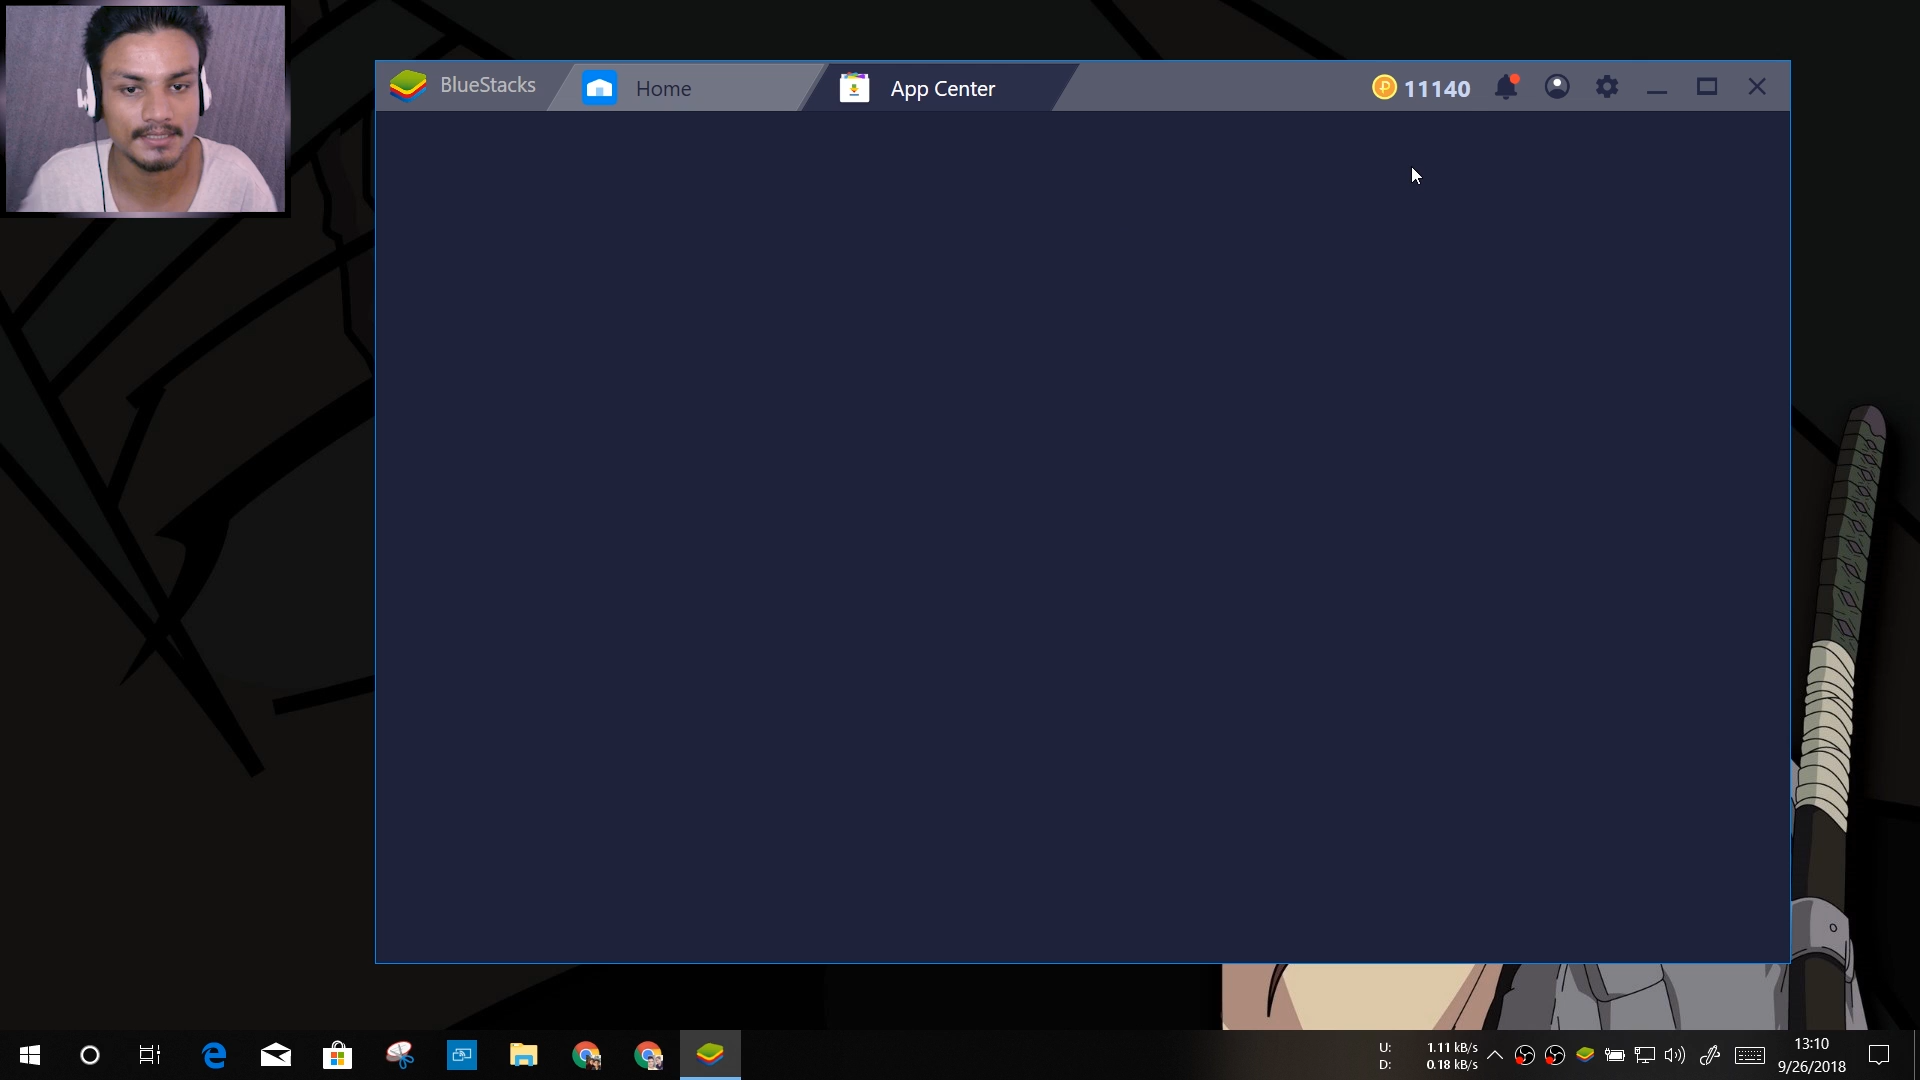 BlueStacks
Home
App Center
11140
U: 1.11 kB/s
D: 0.18 kB/s
13:10
9/26/2018